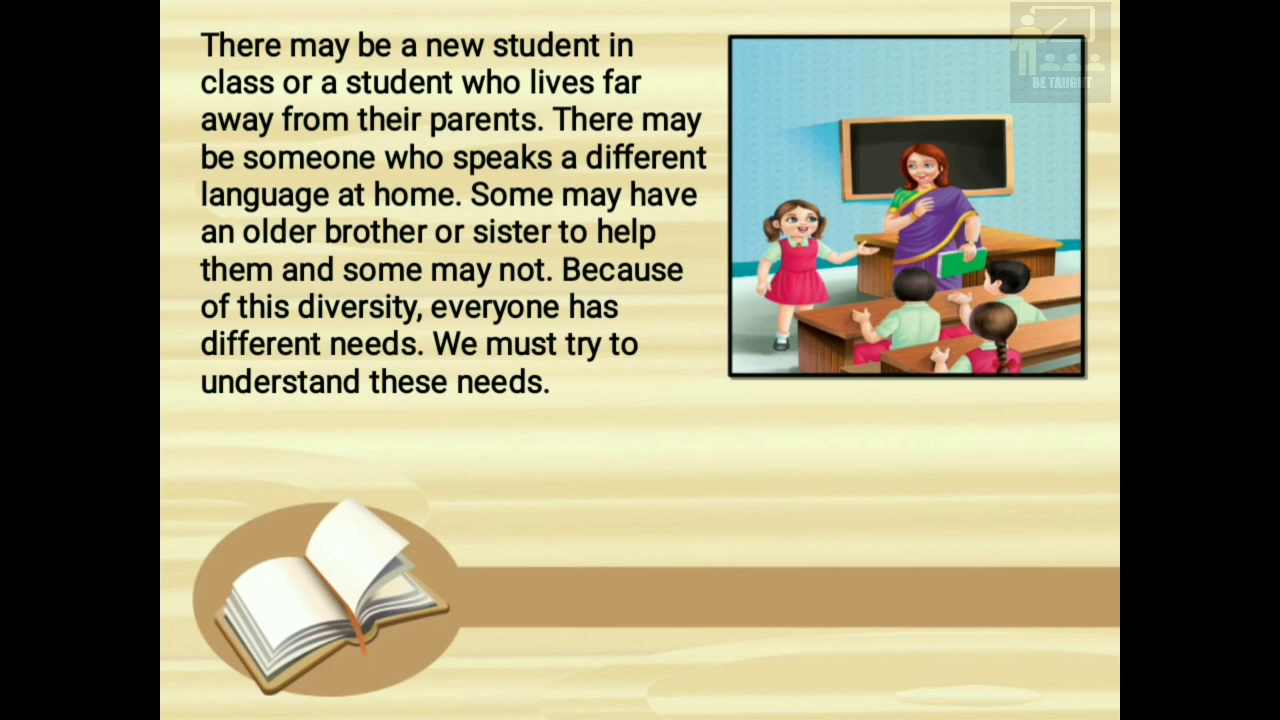 There may be a new student in
class or a student who lives far
away from their parents. There may
be someone who speaks a different
language at home. Some may have
an older brother or sister to help
them and some may not. Because
of this diversity, everyone has
different needs. We must try to
understand these needs.
BE TAUGHT